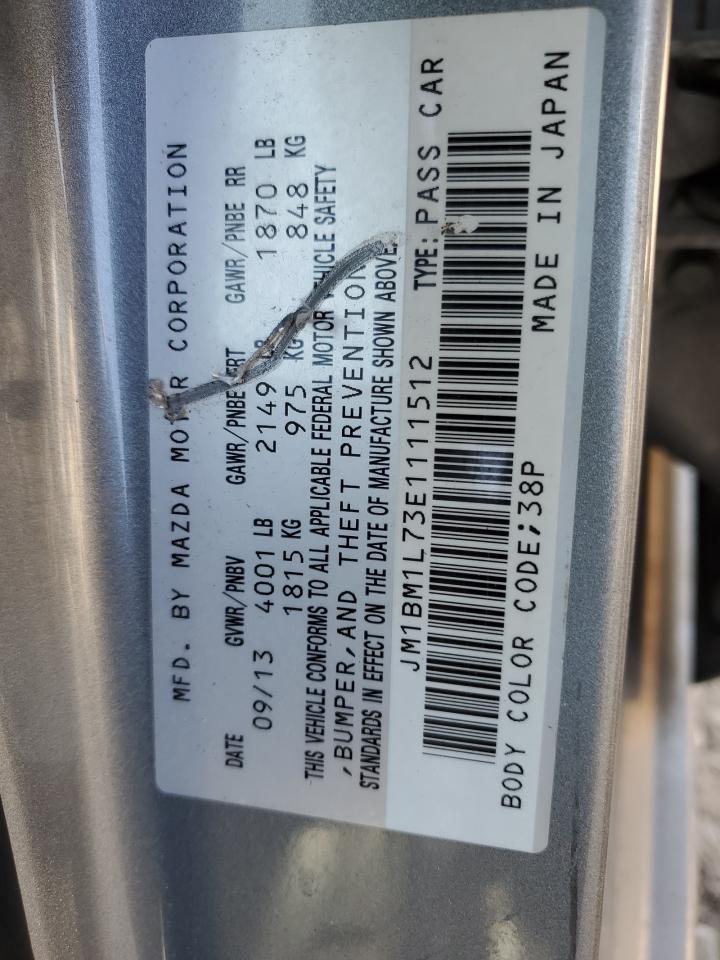 MFD. BY MAZDA MOTOR CORPORATION
DATE GVWR/PNBV GAWR/PNBE FRT GAWR/PNBE RR
09/13 4001 LB 2149 LB 1870 LB
1815 KG 975 KG 848 KG
THIS VEHICLE CONFORMS TO ALL APPLICABLE FEDERAL MOTOR VEHICLE SAFETY
,BUMPER,AND THEFT PREVENTION
STANDARDS IN EFFECT ON THE DATE OF MANUFACTURE SHOWN ABOVE.
JM1BM1L73E1111512 TYPE: PASS CAR
BODY COLOR CODE;38P MADE IN JAPAN